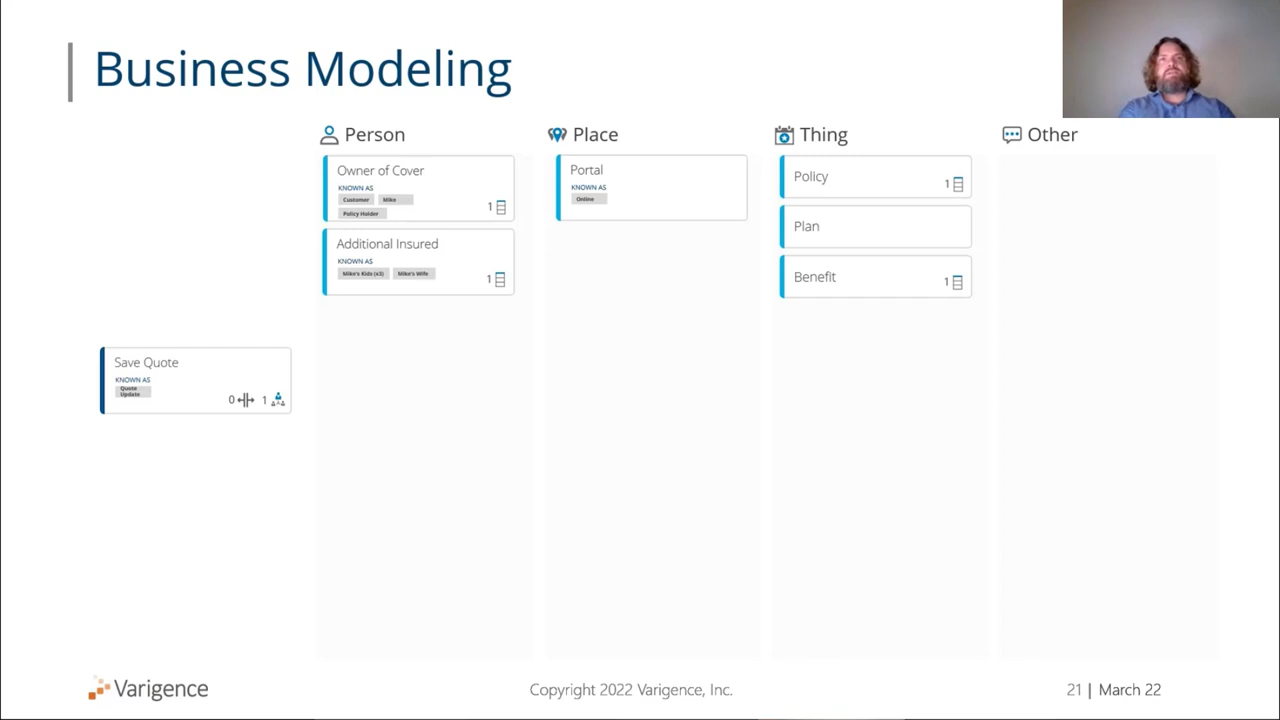 Business Modeling
Person
Place
Thing
Other
Owner of Cover
KNOWN AS
Customer Mike
Policy Holder
1
Additional Insured
KNOWN AS
Mike's Kids (x3) Mike's Wife
1
Portal
KNOWN AS
Online
Policy
1
Plan
Benefit
1
Save Quote
KNOWN AS
Quote
Update
0 1
Varigence
Copyright 2022 Varigence, Inc.
21 | March 22